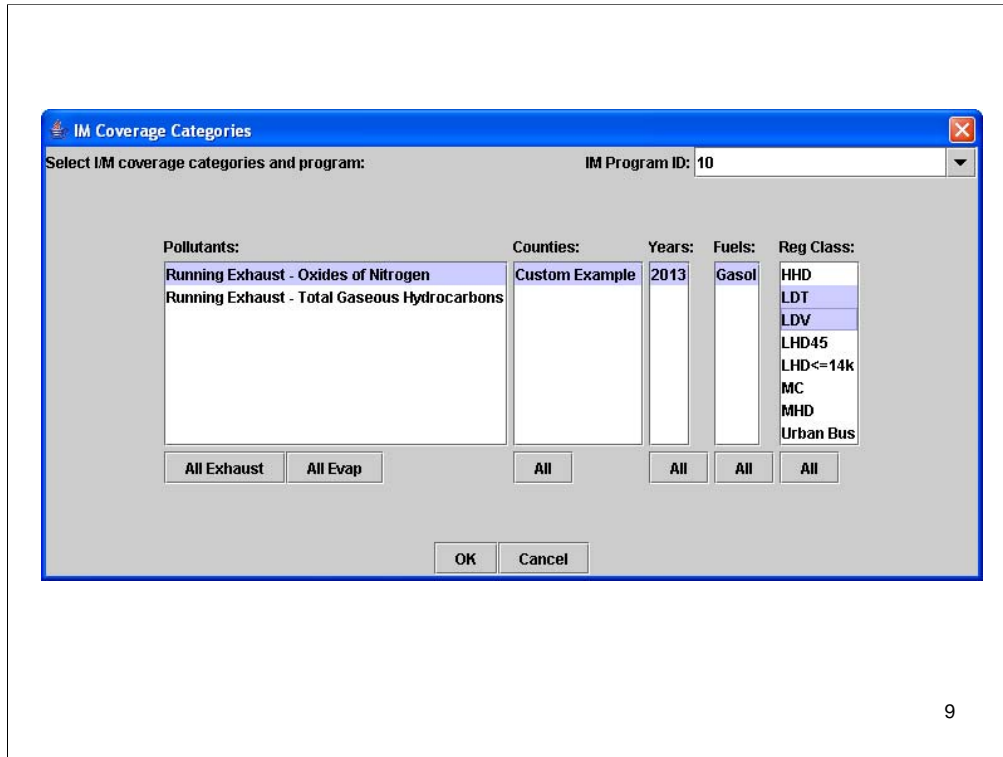 IM Coverage Categories
Select I/M coverage categories and program:
IM Program ID: 10
Pollutants:
Running Exhaust - Oxides of Nitrogen
Running Exhaust - Total Gaseous Hydrocarbons
All Exhaust
All Evap
Counties:
Custom Example
All
Years:
2013
All
Fuels:
Gasol
All
Reg Class:
HHD
LDT
LDV
LHD45
LHD<=14k
MC
MHD
Urban Bus
All
OK
Cancel
9